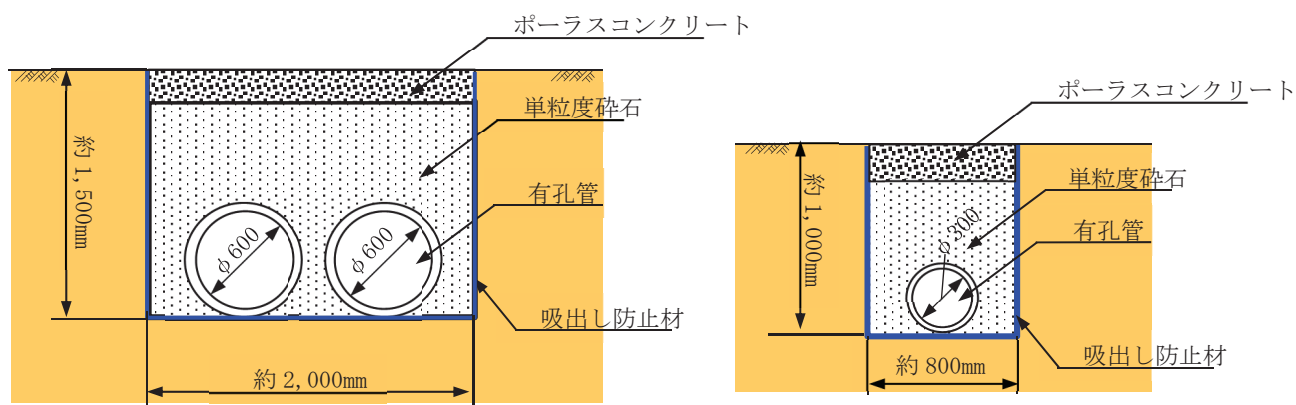 ポーラスコンクリート
単粒度砕石
有孔管
φ600
φ600
約1,500mm
吸出し防止材
約2,000mm
ポーラスコンクリート
単粒度砕石
φ300
有孔管
約1,000mm
吸出し防止材
約800mm